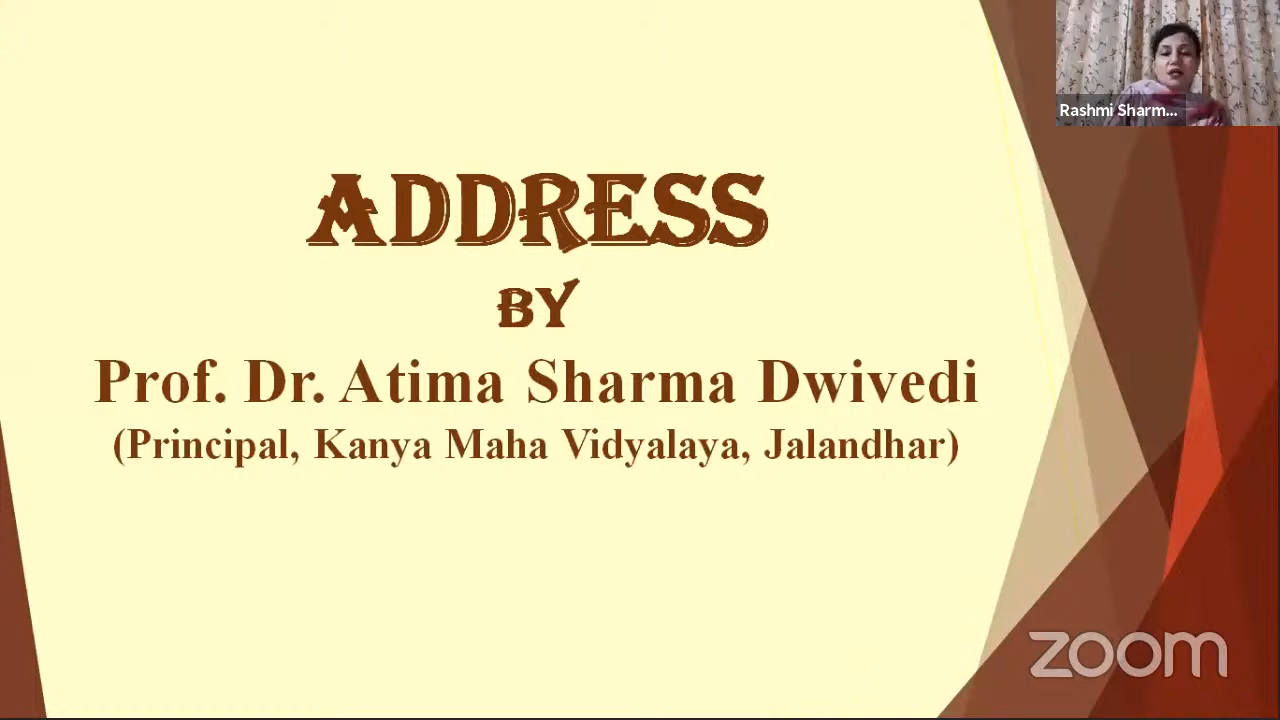 Rashmi Sharm...
ADDRESS
BY
Prof. Dr. Atima Sharma Dwivedi
(Principal, Kanya Maha Vidyalaya, Jalandhar)
zoom